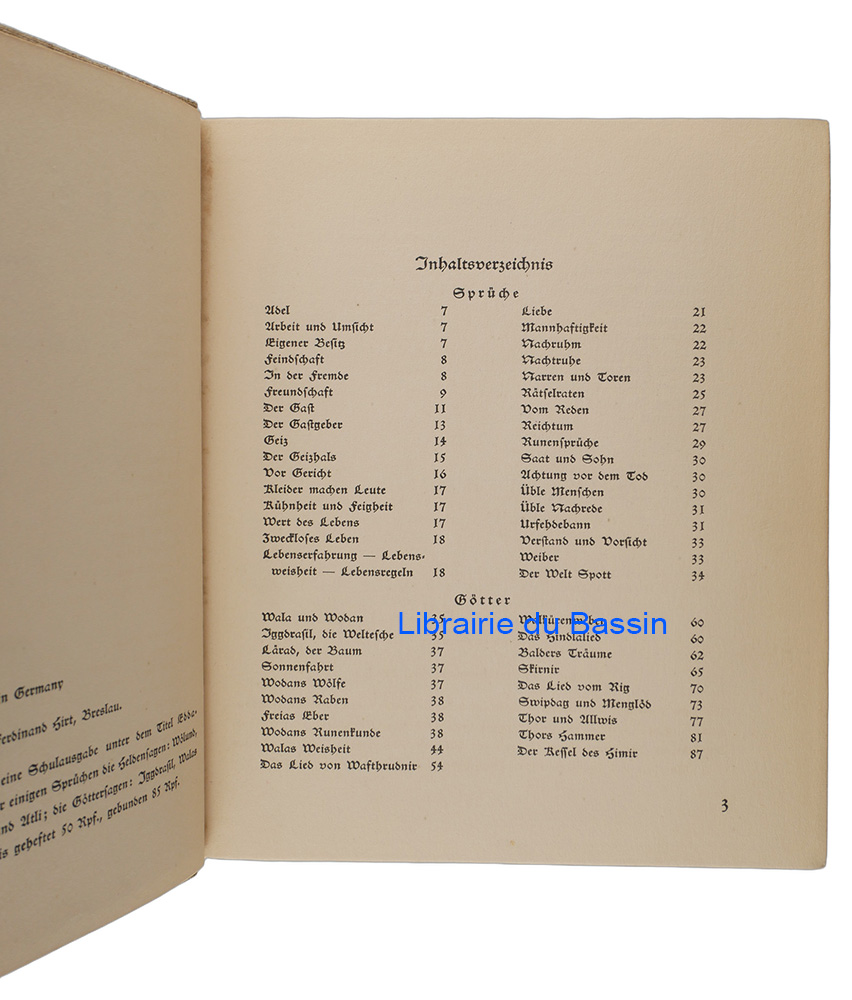 Inhaltsverzeichnis
Sprüche
Adel 7
Arbeit und Umsicht 7
Eigener Besitz 7
Feindschaft 8
In der Fremde 8
Freundschaft 9
Der Gast 11
Der Gastgeber 13
Geiz 14
Der Geizhals 15
Vor Gericht 16
Kleider machen Leute 17
Kühnheit und Feigheit 17
Wert des Lebens 17
Zweckloses Leben 18
Lebenserfahrung — Lebens-
weisheit — Lebensregeln 18
Liebe 21
Mannhaftigkeit 22
Nachruhm 22
Nachtruhe 23
Narren und Toren 23
Rätselraten 25
Vom Reden 27
Reichtum 27
Runensprüche 29
Saat und Sohn 30
Achtung vor dem Tod 30
Üble Menschen 30
Üble Nachrede 31
Urfehdebann 31
Verstand und Vorsicht 33
Weiber 33
Der Welt Spott 34
Götter
Wala und Wodan 35
Iggdrasil, die Weltesche 35
Lärad, der Baum 37
Sonnenfahrt 37
Wodans Wölfe 37
Wodans Raben 38
Freias Eber 38
Wodans Runenkunde 38
Walas Weisheit 44
Das Lied von Wafthrudnir 54
Walkürenweben 60
Das Hindlalied 60
Balders Träume 62
Skirnir 65
Das Lied vom Rig 70
Swipdag und Menglöd 73
Thor und Allwis 77
Thors Hammer 81
Der Kessel des Himir 87
3
Librairie du Bassin
in Germany
Ferdinand Hirt, Breslau.
eine Schulausgabe unter dem Titel Edda-
einigen Sprüchen die Heldensagen: Wölund,
und Atli; die Göttersagen: Iggdrasil, Walas
geheftet 50 Rpf., gebunden 85 Rpf.